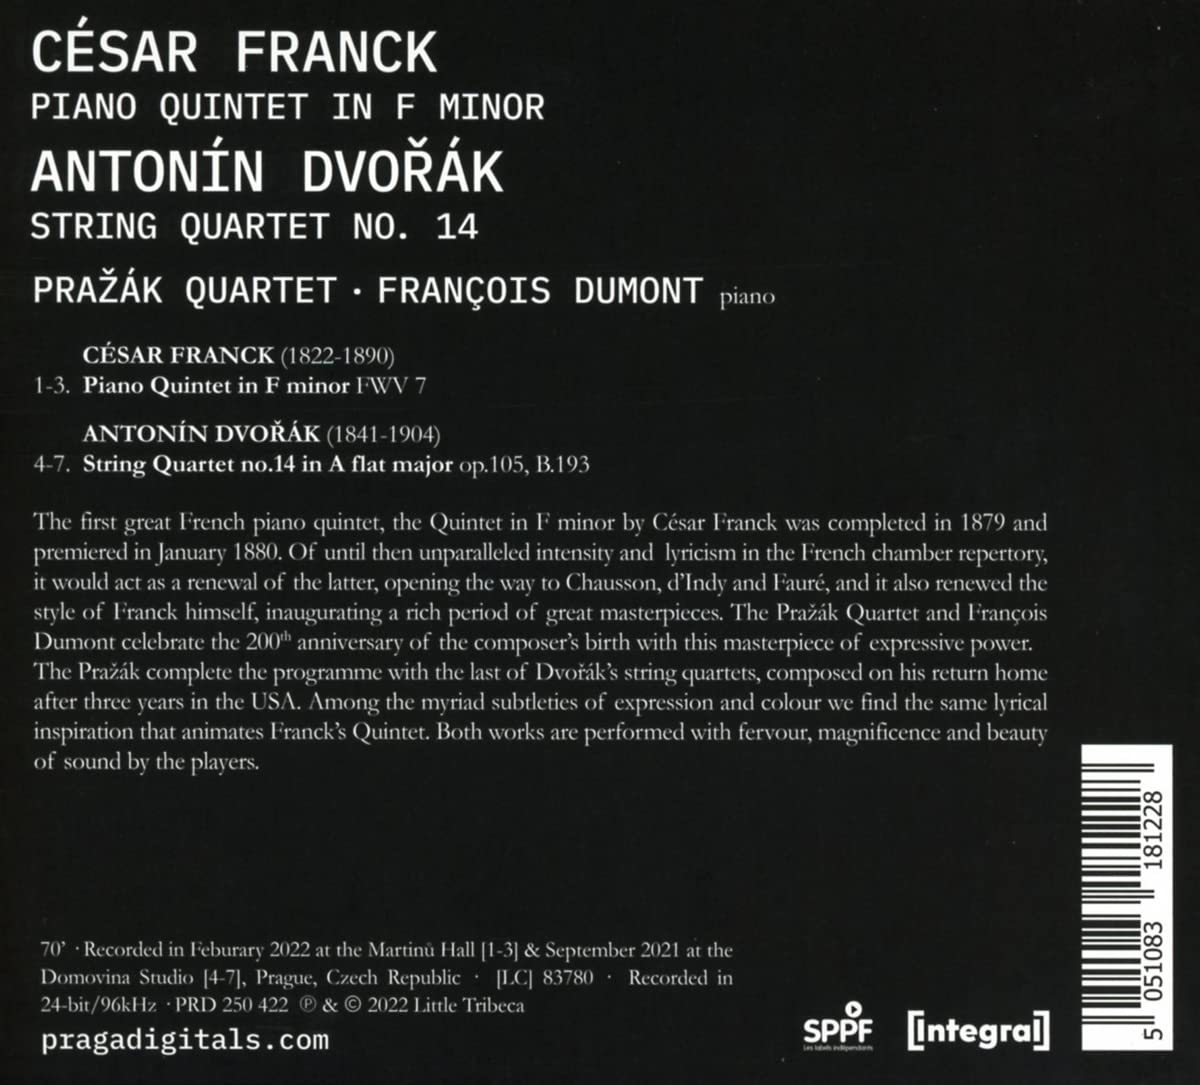 CÉSAR FRANCK
PIANO QUINTET IN F MINOR
ANTONÍN DVOŘÁK
STRING QUARTET NO. 14
PRAŽÁK QUARTET · FRANÇOIS DUMONT piano
CÉSAR FRANCK (1822-1890)
1-3. Piano Quintet in F minor FWV 7
ANTONÍN DVOŘÁK (1841-1904)
4-7. String Quartet no.14 in A flat major op.105, B.193
The first great French piano quintet, the Quintet in F minor by César Franck was completed in 1879 and
premiered in January 1880. Of until then unparalleled intensity and lyricism in the French chamber repertory,
it would act as a renewal of the latter, opening the way to Chausson, d'Indy and Fauré, and it also renewed the
style of Franck himself, inaugurating a rich period of great masterpieces. The Pražák Quartet and François
Dumont celebrate the 200th anniversary of the composer's birth with this masterpiece of expressive power.
The Pražák complete the programme with the last of Dvořák's string quartets, composed on his return home
after three years in the USA. Among the myriad subtleties of expression and colour we find the same lyrical
inspiration that animates Franck's Quintet. Both works are performed with fervour, magnificence and beauty
of sound by the players.
70' · Recorded in Feburary 2022 at the Martinů Hall [1-3] & September 2021 at the
Domovina Studio [4-7], Prague, Czech Republic · [LC] 83780 · Recorded in
24-bit/96kHz · PRD 250 422 ℗ & © 2022 Little Tribeca
pragadigitals.com
SPPF
Les labels indépendants
[Integral]
5 051083 181228